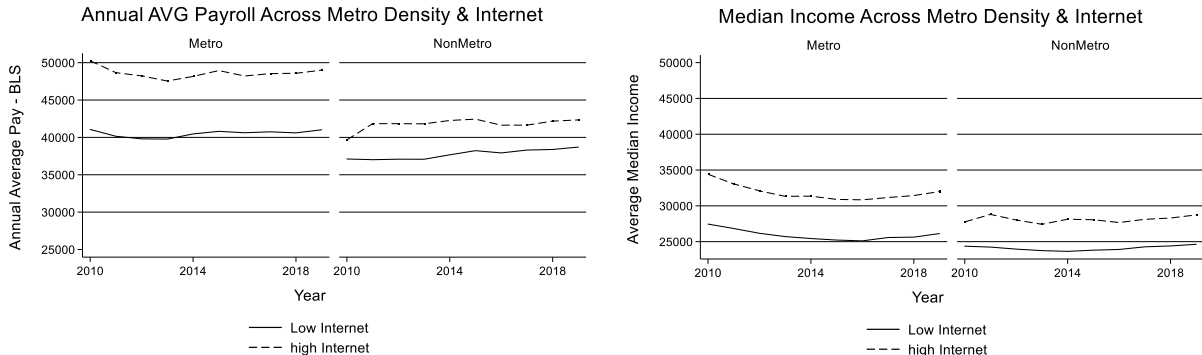 Annual AVG Payroll Across Metro Density & Internet
Metro
NonMetro
Annual Average Pay - BLS
50000
45000
40000
35000
30000
25000
2010
2014
2018
2010
2014
2018
Year
Low Internet
high Internet
Median Income Across Metro Density & Internet
Metro
NonMetro
Average Median Income
50000
45000
40000
35000
30000
25000
2010
2014
2018
2010
2014
2018
Year
Low Internet
high Internet